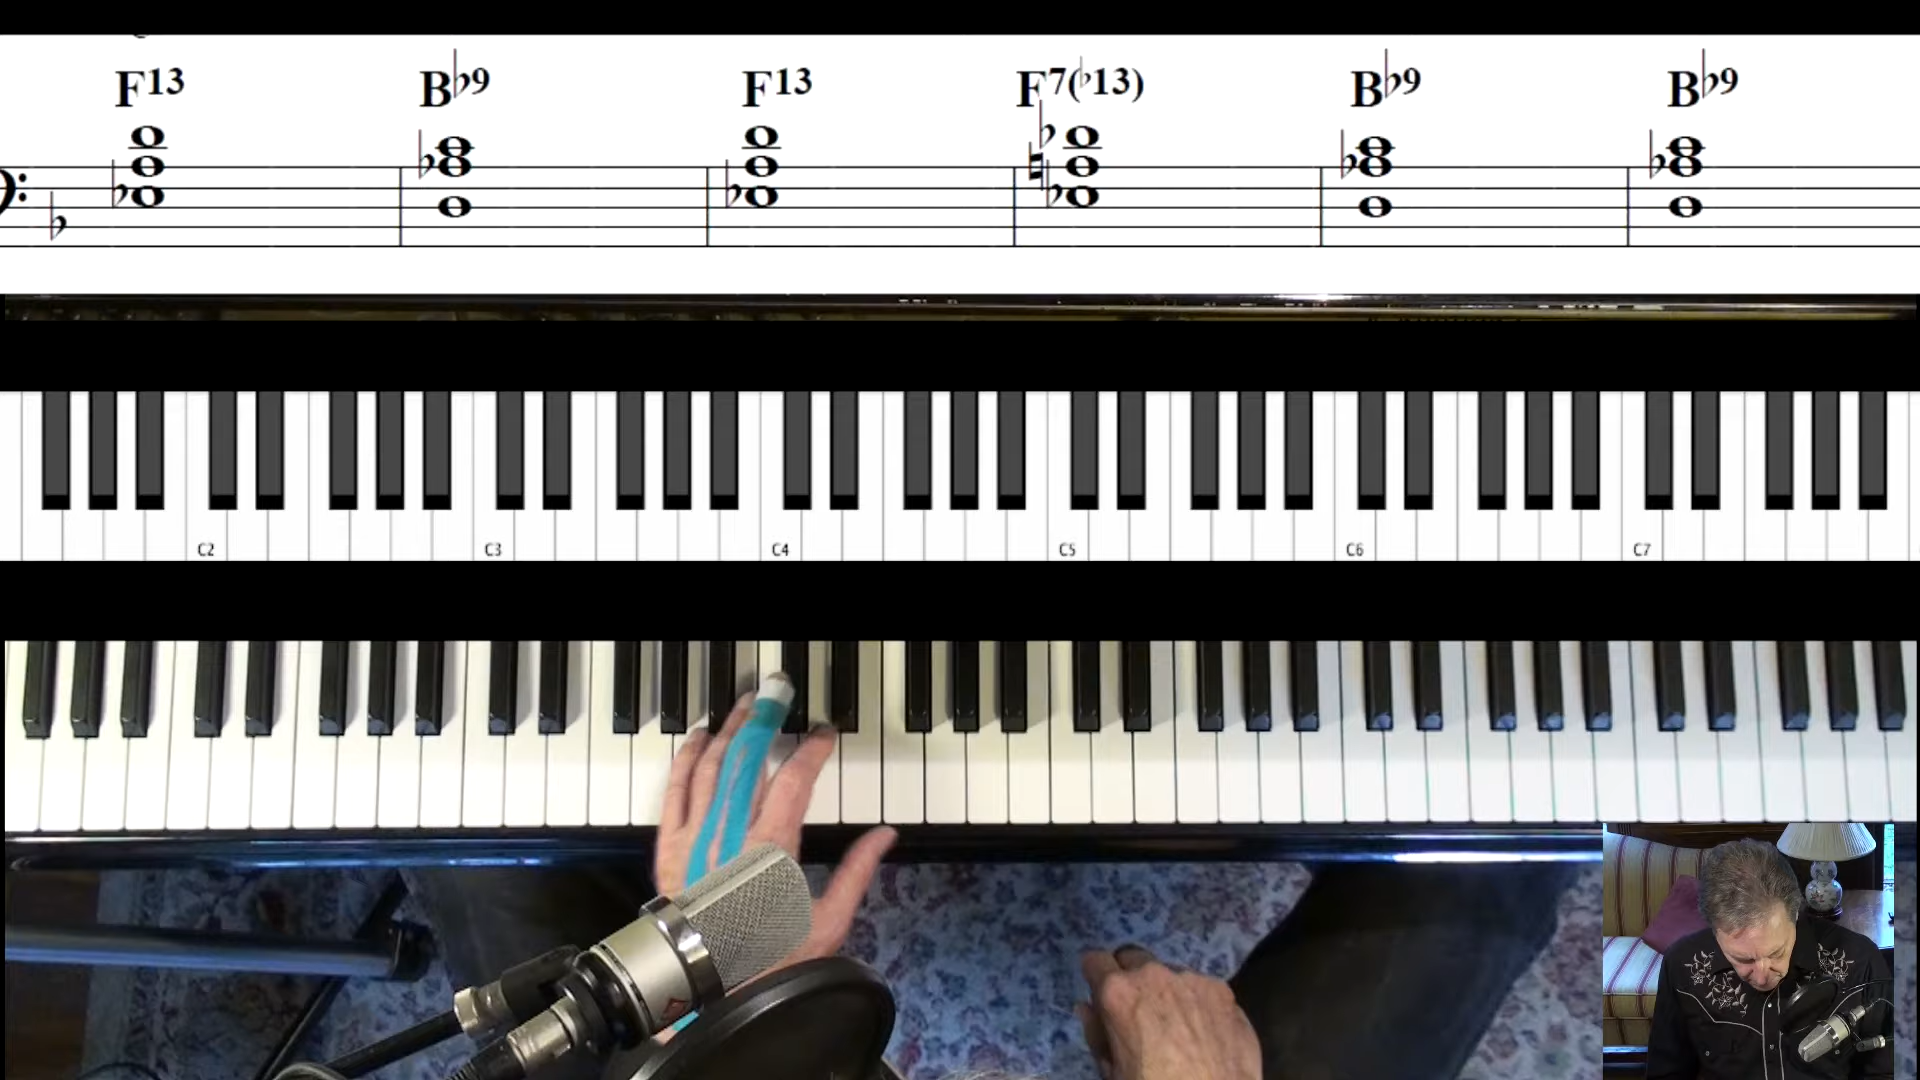 F13 B♭9 F13 F7(♭13) B♭9 B♭9
C2 C3 C4 C5 C6 C7